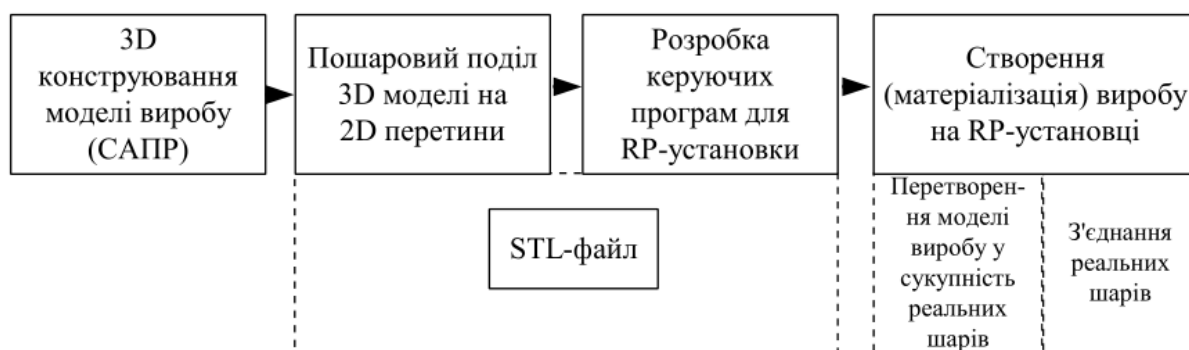 3D
конструювання
моделі виробу
(САПР)
Пошаровий поділ
3D моделі на
2D перетини
Розробка
керуючих
програм для
RP-установки
Створення
(матеріалізація) виробу
на RP-установці
STL-файл
Перетворен-
ня моделі
виробу у
сукупність
реальних
шарів
З'єднання
реальних
шарів